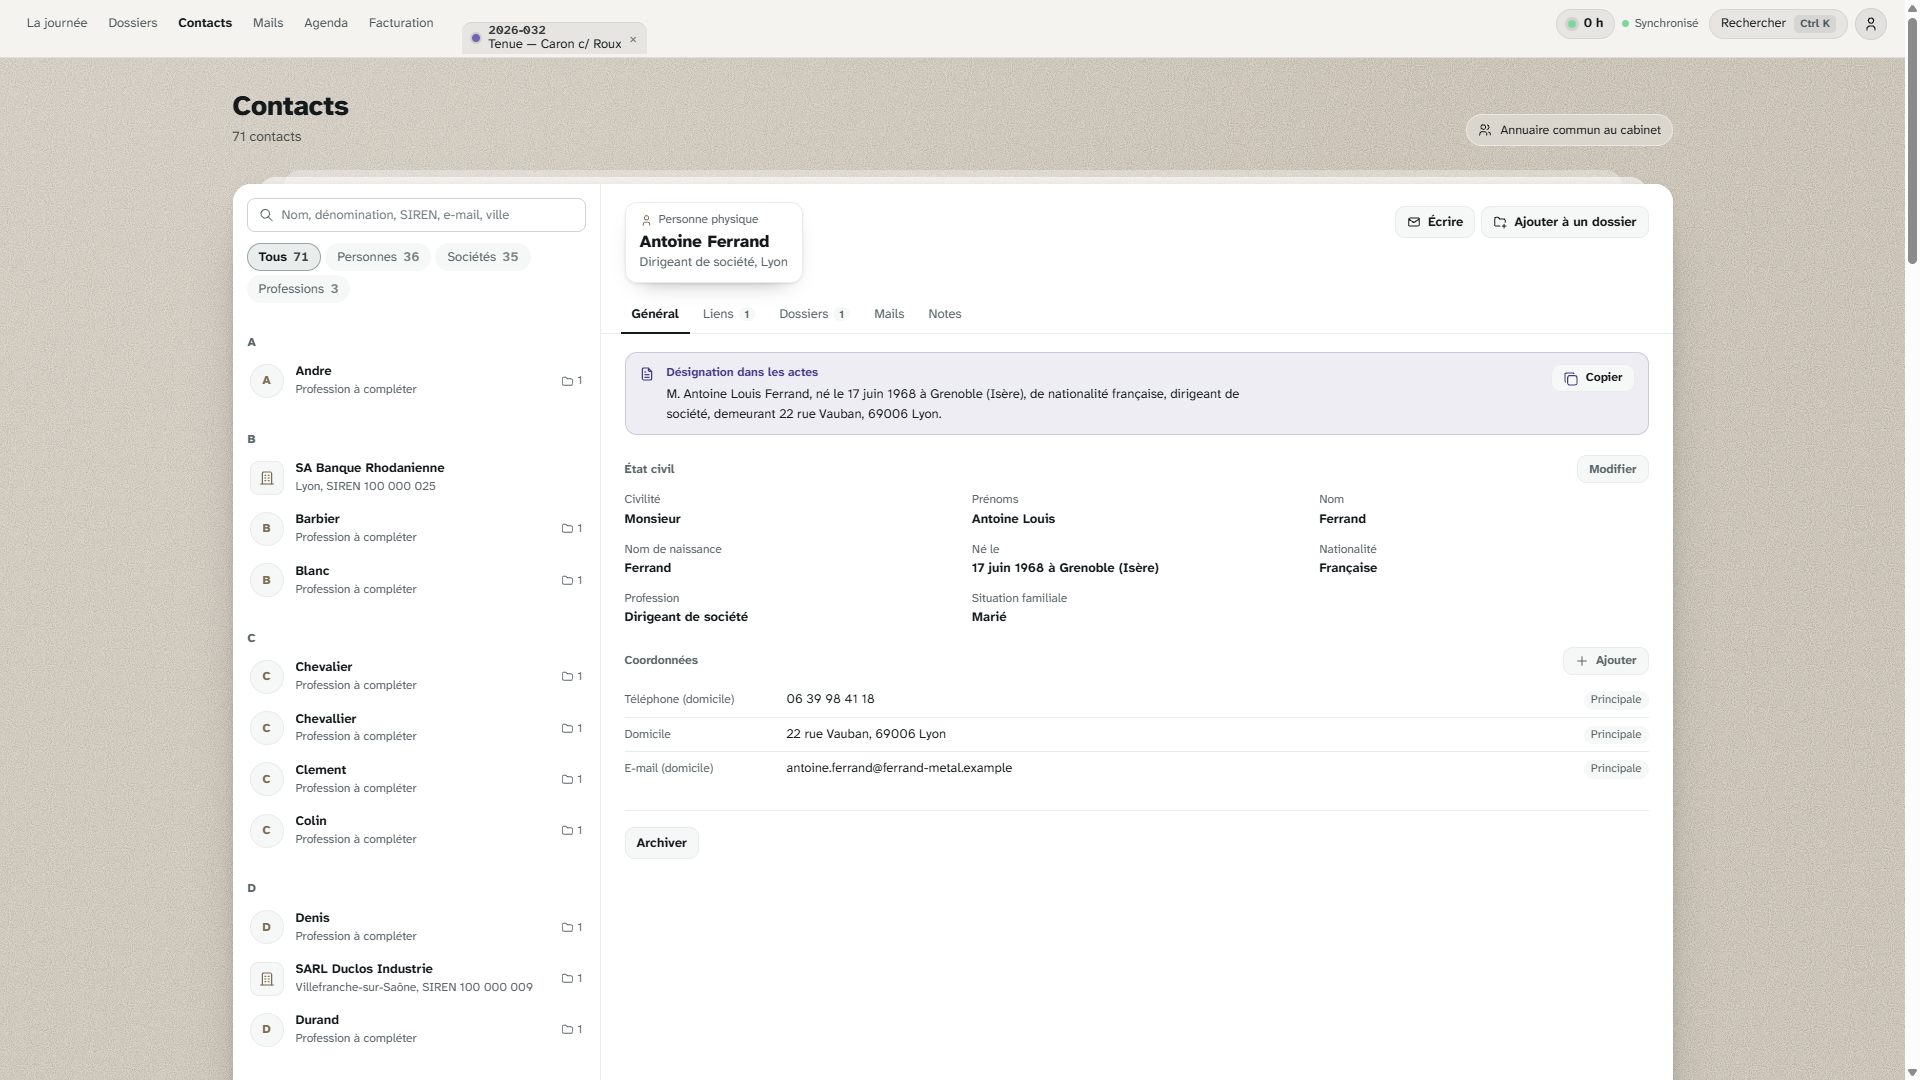 La journée
Dossiers
Contacts
Mails
Agenda
Facturation
2026-032
Tenue — Caron c/ Roux
×
0 h
Synchronisé
Rechercher Ctrl K
Contacts
71 contacts
Annuaire commun au cabinet
Nom, dénomination, SIREN, e-mail, ville
Tous 71
Personnes 36
Sociétés 35
Professions 3
A
A
Andre
Profession à compléter
1
B
SA Banque Rhodanienne
Lyon, SIREN 100 000 025
B
Barbier
Profession à compléter
1
B
Blanc
Profession à compléter
1
C
C
Chevalier
Profession à compléter
1
C
Chevallier
Profession à compléter
1
C
Clement
Profession à compléter
1
C
Colin
Profession à compléter
1
D
D
Denis
Profession à compléter
1
SARL Duclos Industrie
Villefranche-sur-Saône, SIREN 100 000 009
1
D
Durand
Profession à compléter
1
Personne physique
Antoine Ferrand
Dirigeant de société, Lyon
Écrire
Ajouter à un dossier
Général
Liens 1
Dossiers 1
Mails
Notes
Désignation dans les actes
M. Antoine Louis Ferrand, né le 17 juin 1968 à Grenoble (Isère), de nationalité française, dirigeant de
société, demeurant 22 rue Vauban, 69006 Lyon.
Copier
État civil
Modifier
Civilité
Monsieur
Prénoms
Antoine Louis
Nom
Ferrand
Nom de naissance
Ferrand
Né le
17 juin 1968 à Grenoble (Isère)
Nationalité
Française
Profession
Dirigeant de société
Situation familiale
Marié
Coordonnées
Ajouter
Téléphone (domicile)
06 39 98 41 18
Principale
Domicile
22 rue Vauban, 69006 Lyon
Principale
E-mail (domicile)
antoine.ferrand@ferrand-metal.example
Principale
Archiver